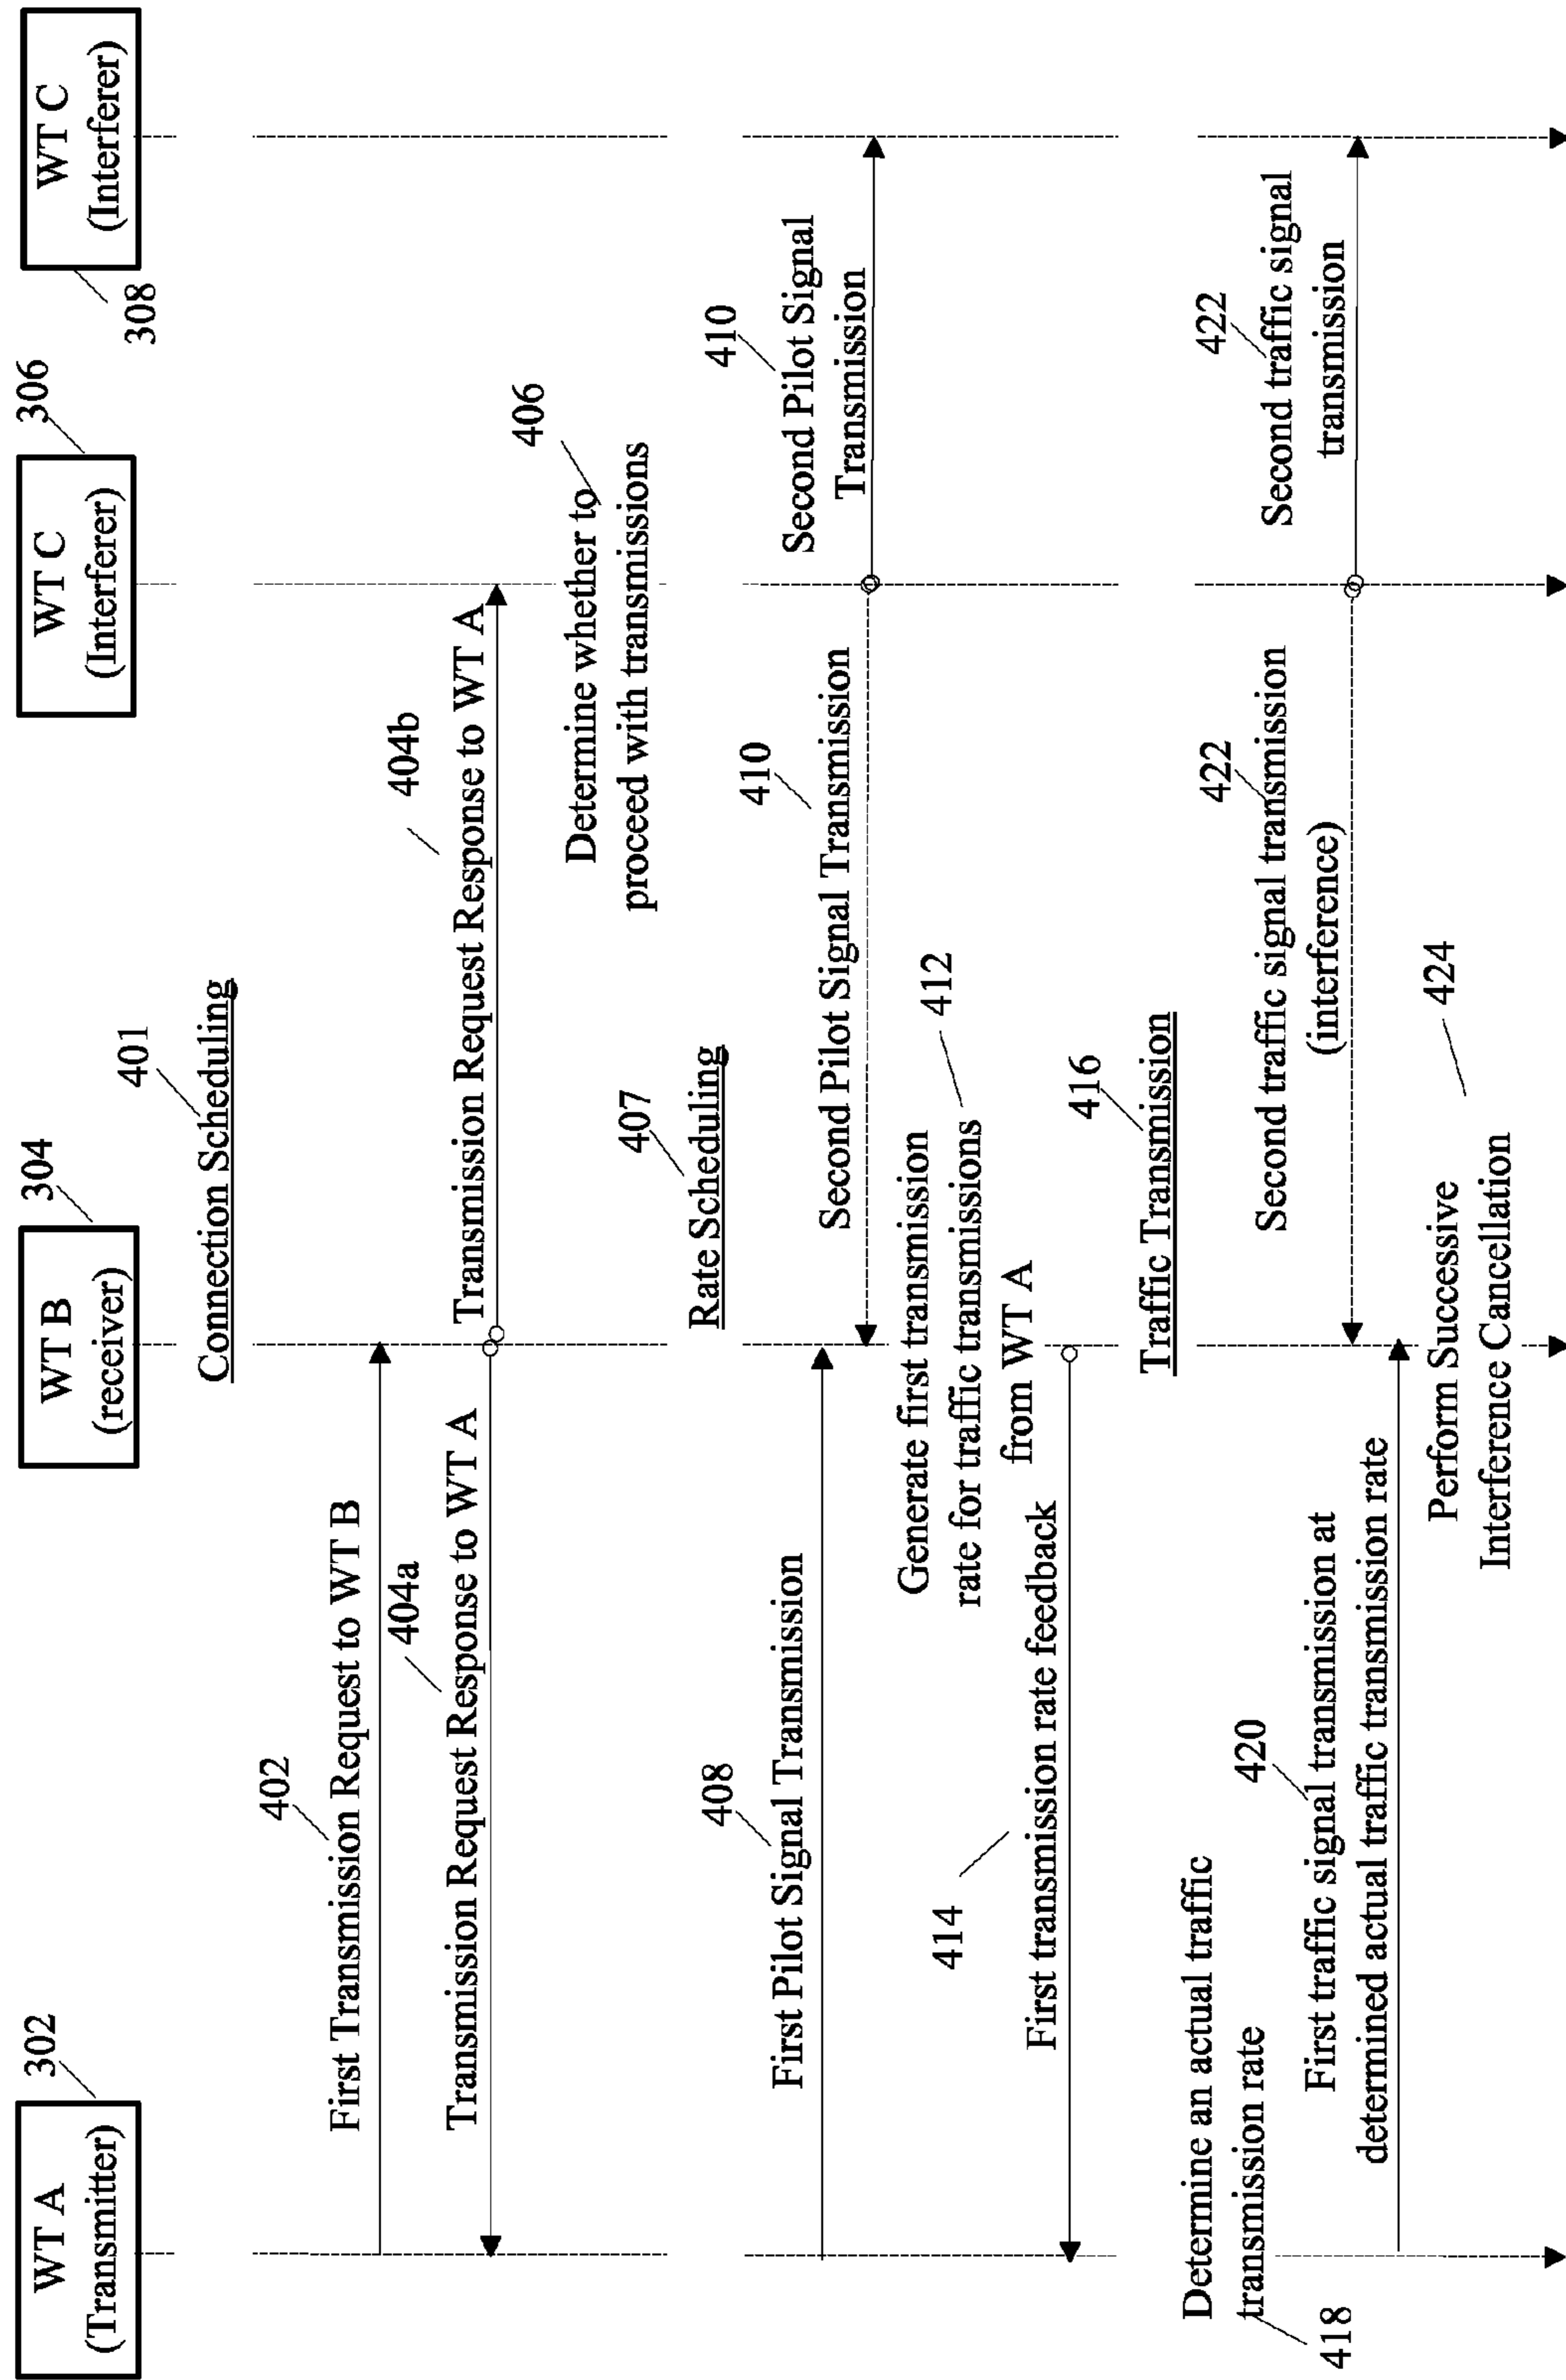 WT A
(Transmitter)
302
WT B
(receiver)
304
WT C
(Interferer)
306
WT C
(Interferer)
308
401
Connection Scheduling
402
First Transmission Request to WT B
404a
Transmission Request Response to WT A
404b
Transmission Request Response to WT A
406
Determine whether to
proceed with transmissions
407
Rate Scheduling
408
First Pilot Signal Transmission
410
Second Pilot Signal Transmission
410
Second Pilot Signal
Transmission
412
Generate first transmission
rate for traffic transmissions
from WT A
414
First transmission rate feedback
416
Traffic Transmission
Determine an actual traffic
transmission rate
418
420
First traffic signal transmission at
determined actual traffic transmission rate
422
Second traffic signal transmission
(interference)
422
Second traffic signal
transmission
424
Perform Successive
Interference Cancellation